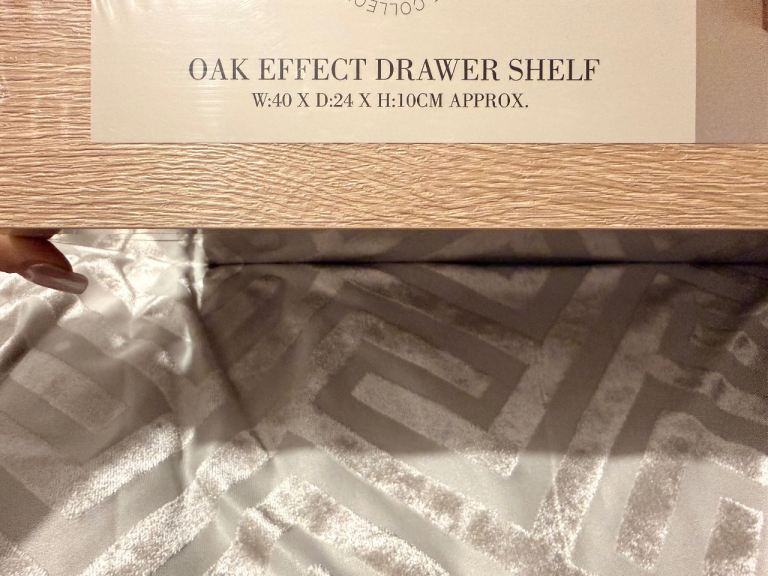 OAK EFFECT DRAWER SHELF
W:40 X D:24 X H:10CM APPROX.